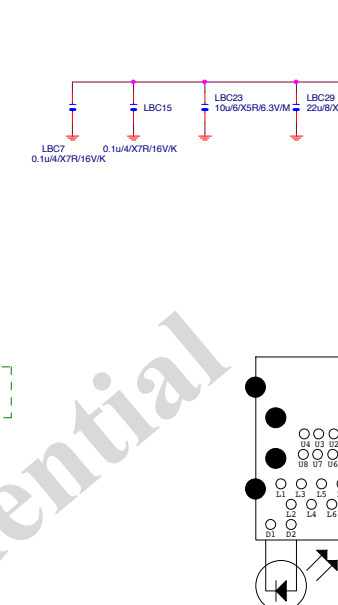 LBC23
LBC29
10u/6/X5R/6.3V/M
22u/8/X
LBC15
LBC7
0.1u/4/X7R/16V/K
0.1u/4/X7R/16V/K
ential
U4 U3 U2
U8 U7 U6
L1 L3 L5
L2 L4 L6
D1 D2